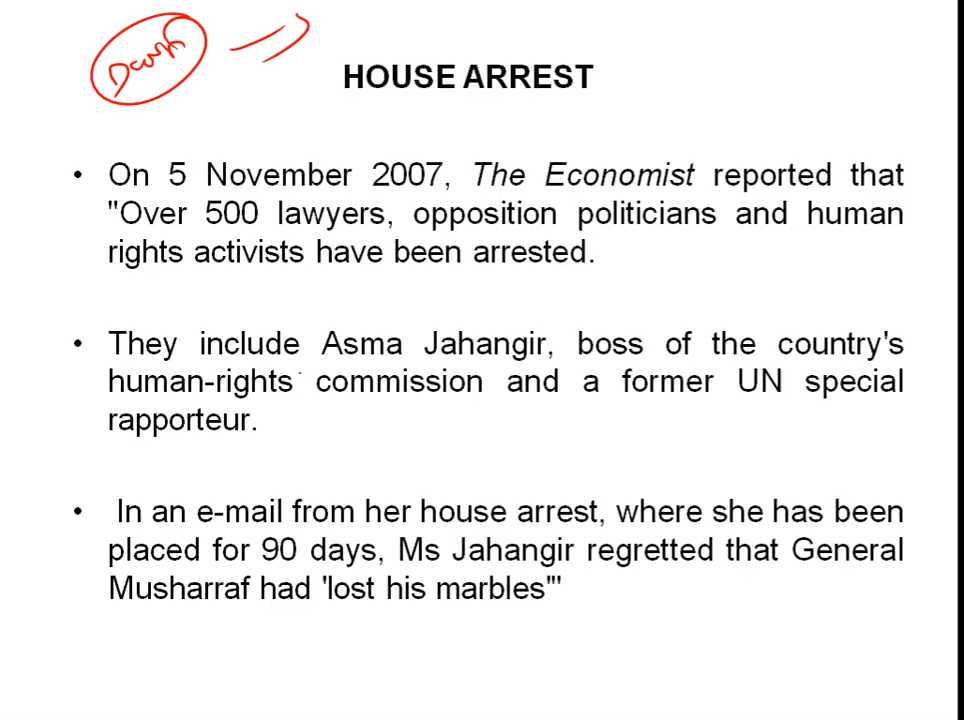 HOUSE ARREST
• On 5 November 2007, The Economist reported that
"Over 500 lawyers, opposition politicians and human
rights activists have been arrested.
• They include Asma Jahangir, boss of the country's
human-rights commission and a former UN special
rapporteur.
• In an e-mail from her house arrest, where she has been
placed for 90 days, Ms Jahangir regretted that General
Musharraf had 'lost his marbles'"